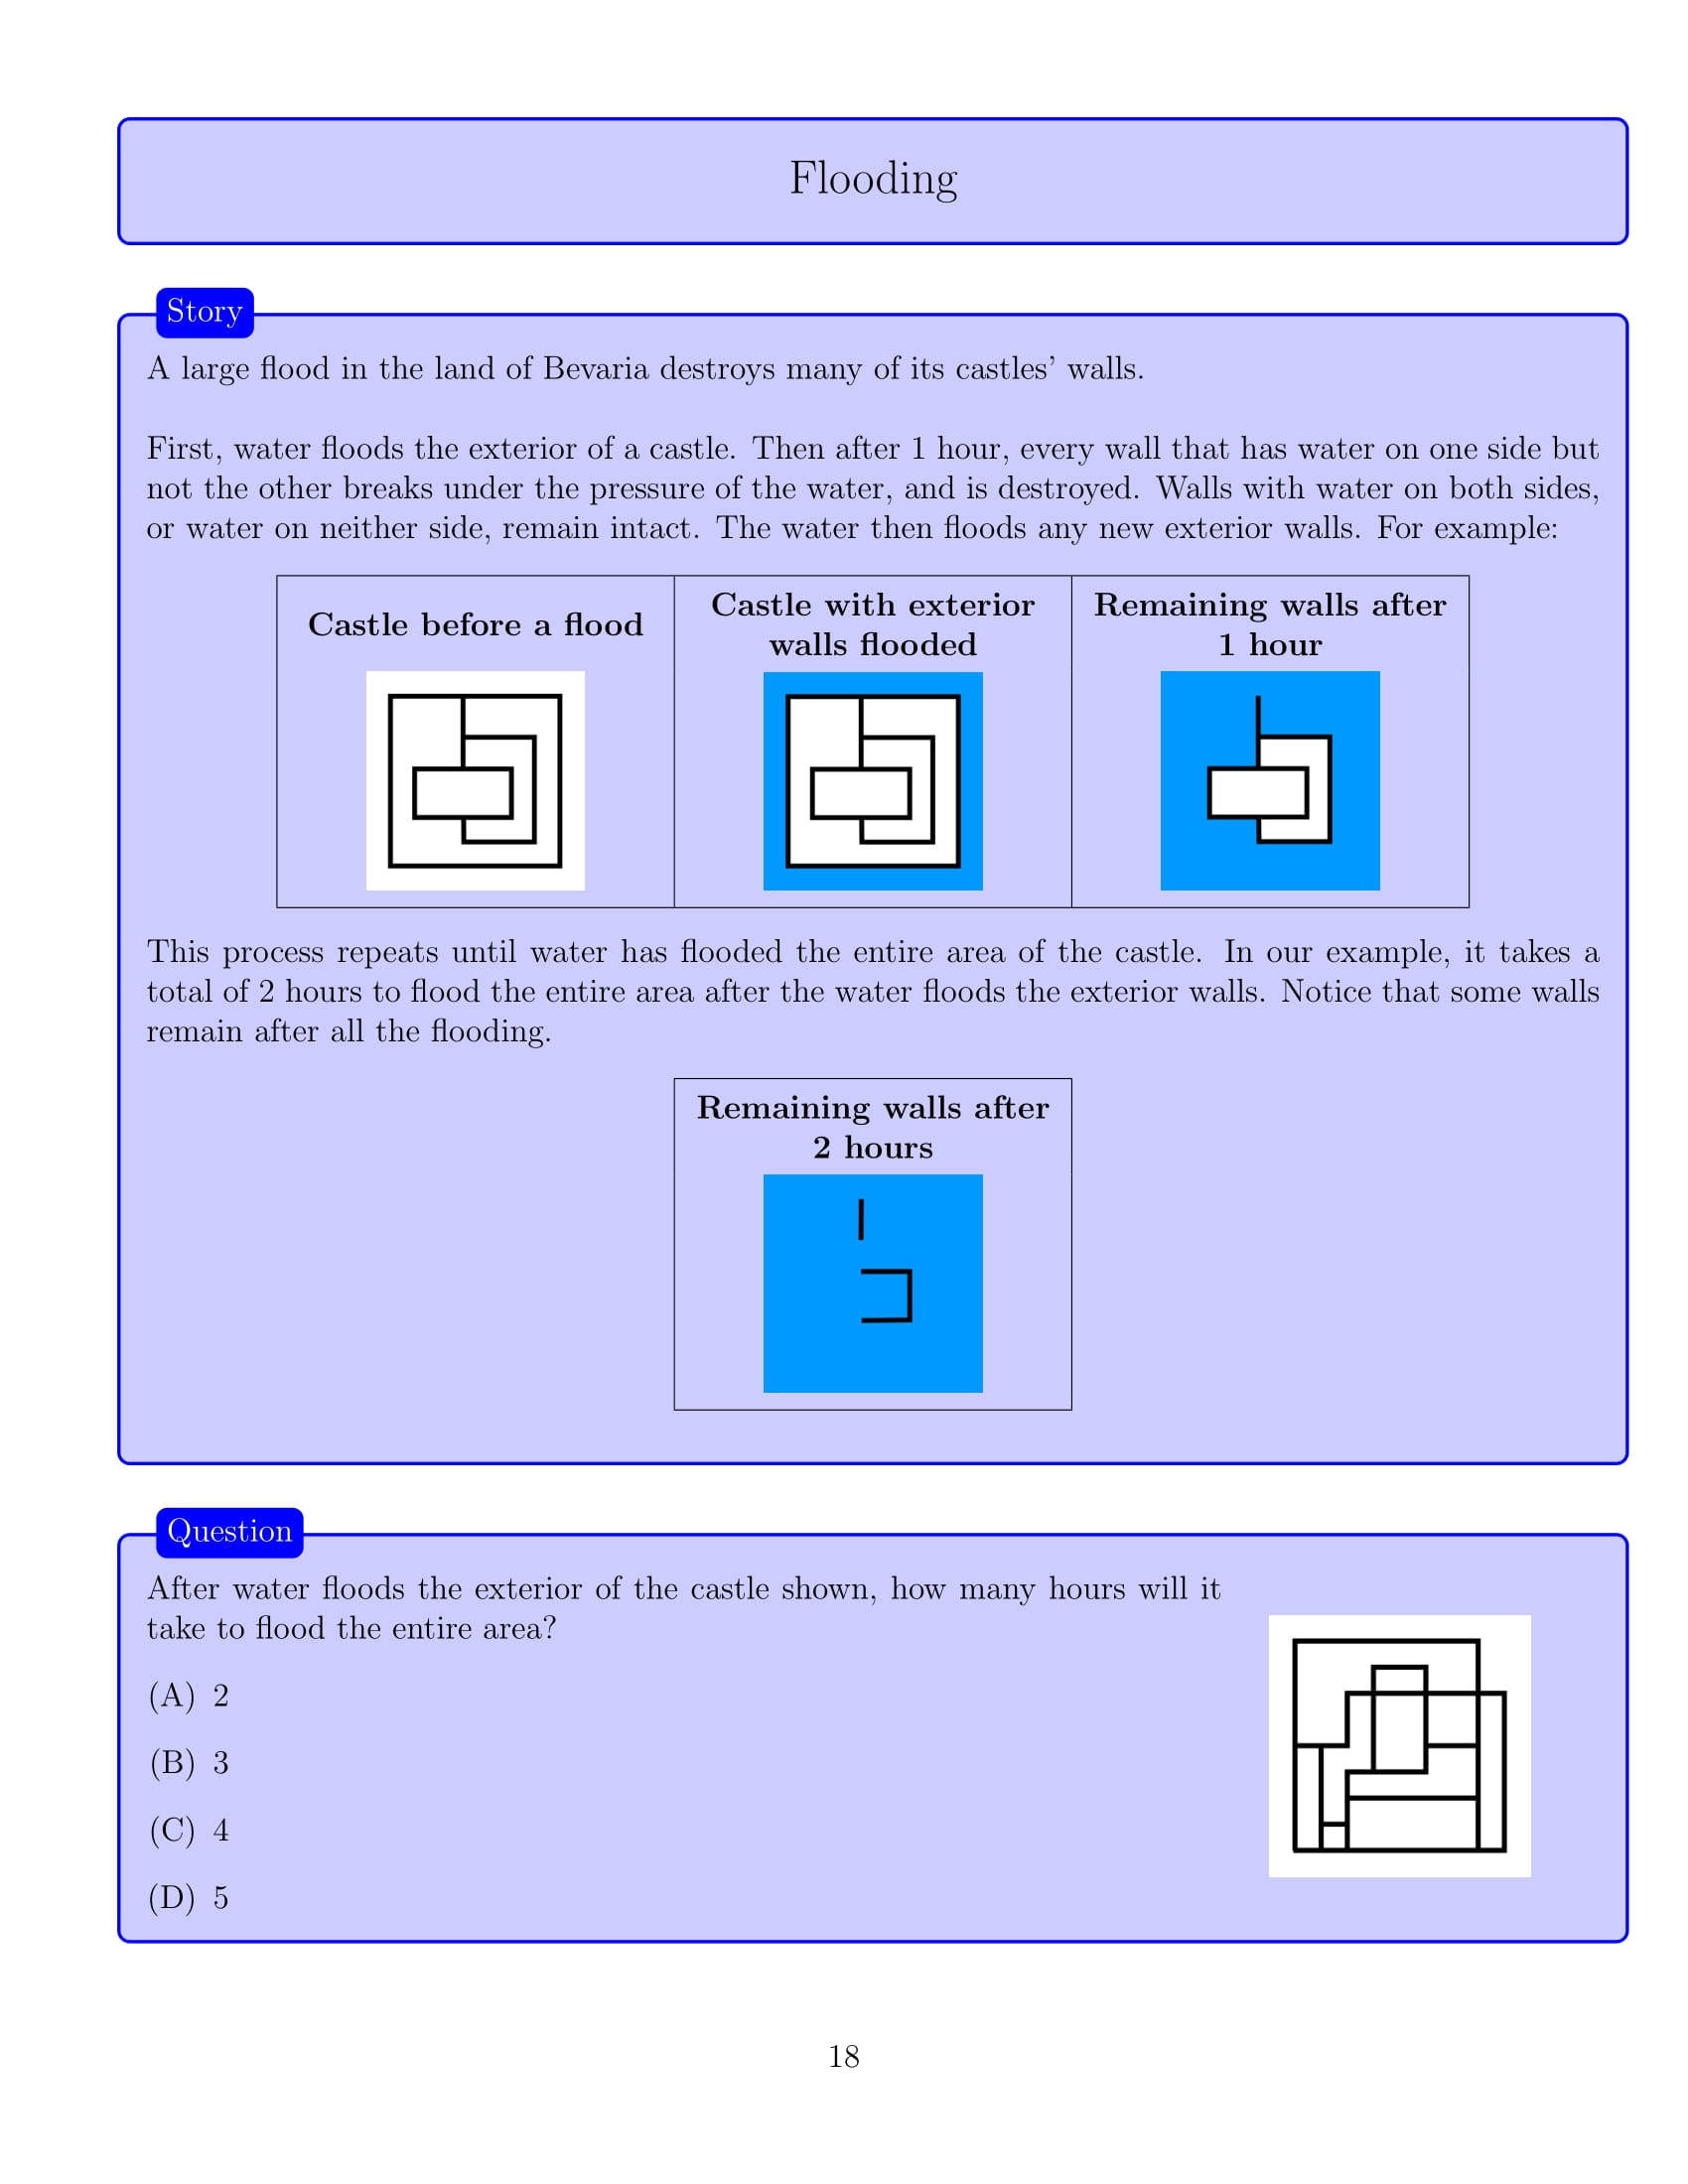 Flooding
Story
A large flood in the land of Bevaria destroys many of its castles' walls.
First, water floods the exterior of a castle. Then after 1 hour, every wall that has water on one side but
not the other breaks under the pressure of the water, and is destroyed. Walls with water on both sides,
or water on neither side, remain intact. The water then floods any new exterior walls. For example:
Castle before a flood
Castle with exterior
walls flooded
Remaining walls after
1 hour
This process repeats until water has flooded the entire area of the castle. In our example, it takes a
total of 2 hours to flood the entire area after the water floods the exterior walls. Notice that some walls
remain after all the flooding.
Remaining walls after
2 hours
Question
After water floods the exterior of the castle shown, how many hours will it
take to flood the entire area?
(A) 2
(B) 3
(C) 4
(D) 5
18